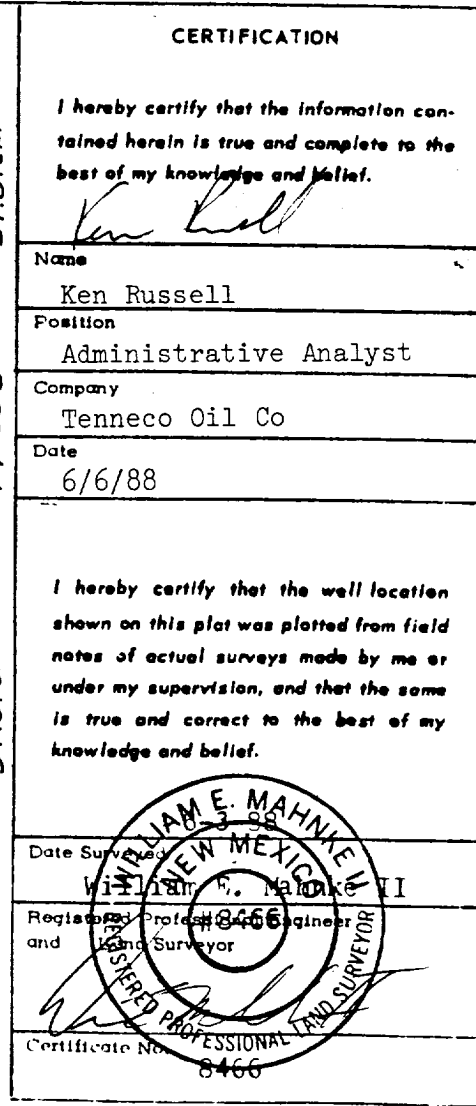 CERTIFICATION
I hereby certify that the information con-
tained herein is true and complete to the
best of my knowledge and belief.
Name
Ken Russell
Position
Administrative Analyst
Company
Tenneco Oil Co
Date
6/6/88
I hereby certify that the well location
shown on this plat was plotted from field
notes of actual surveys made by me or
under my supervision, and that the same
is true and correct to the best of my
knowledge and belief.
6-3-88
Date Surveyed
William E. Mahnke II
Registered Professional Engineer
and Land Surveyor
WILLIAM E. MAHNKE II
NEW MEXICO
#8466
REGISTERED PROFESSIONAL LAND SURVEYOR
Certificate No.
8466